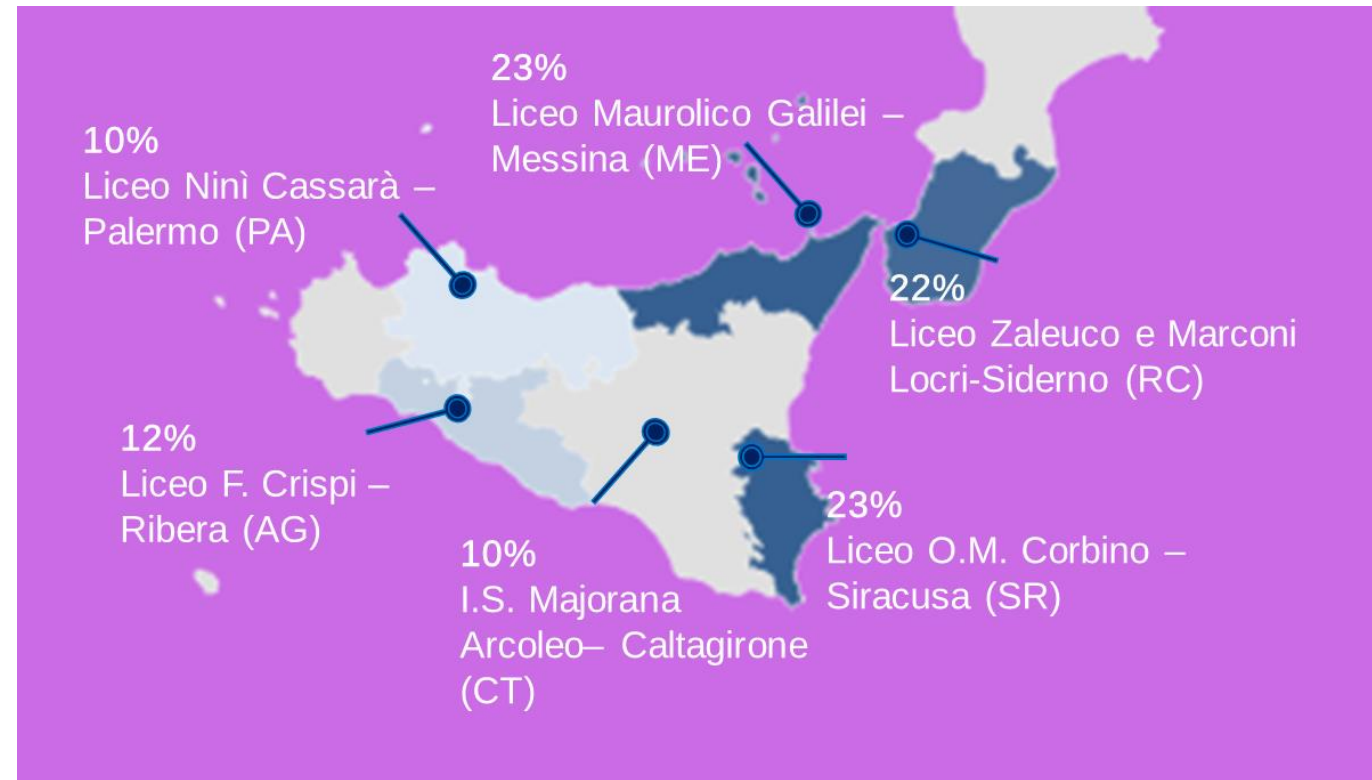 23%
Liceo Maurolico Galilei –
Messina (ME)
10%
Liceo Ninì Cassarà –
Palermo (PA)
22%
Liceo Zaleuco e Marconi
Locri-Siderno (RC)
12%
Liceo F. Crispi –
Ribera (AG)
23%
Liceo O.M. Corbino –
Siracusa (SR)
10%
I.S. Majorana
Arcoleo– Caltagirone
(CT)